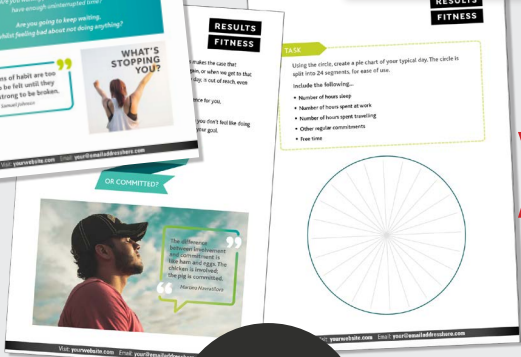 have enough uninterrupted time?
Are you going to keep waiting,
whilst feeling bad about not doing anything?
WHAT'S
STOPPING
YOU?
ns of habit are too
be felt until they
strong to be broken.
Samuel Johnson
Visit: yourwebsite.com Email: your@emailaddresshere.com
RESULTS
FITNESS
makes the case that
, or when we get to that
day. is out of reach, even
ence for you.
you don't feel like doing
your goal.
OR COMMITTED?
The difference
between involvement
and commitment is
like ham and eggs. The
chicken is involved;
the pig is committed.
Martina Navratilova
Visit: yourwebsite.com Email: your@emailaddresshere
RESULTS
FITNESS
TASK
Using the circle, create a pie chart of your typical day. The circle is
split into 24 segments, for ease of use.
Include the following...
• Number of hours sleep
• Number of hours spent at work
• Number of hours spent travelling
• Other regular commitments
• Free time
Visit: yourwebsite.com Email: your@emailaddresshere.com